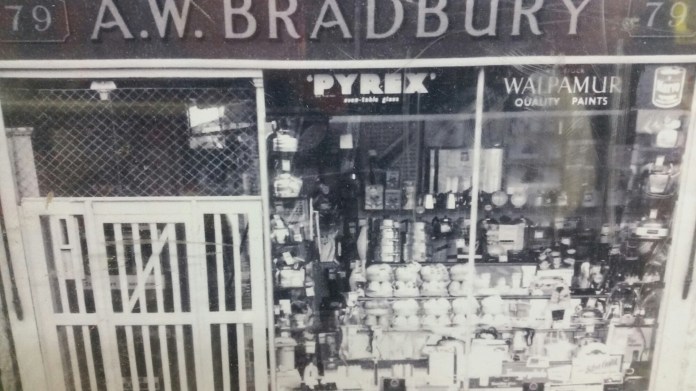 79 A.W. BRADBURY 79
"PYREX"
oven-table glass
WALPAMUR
QUALITY PAINTS